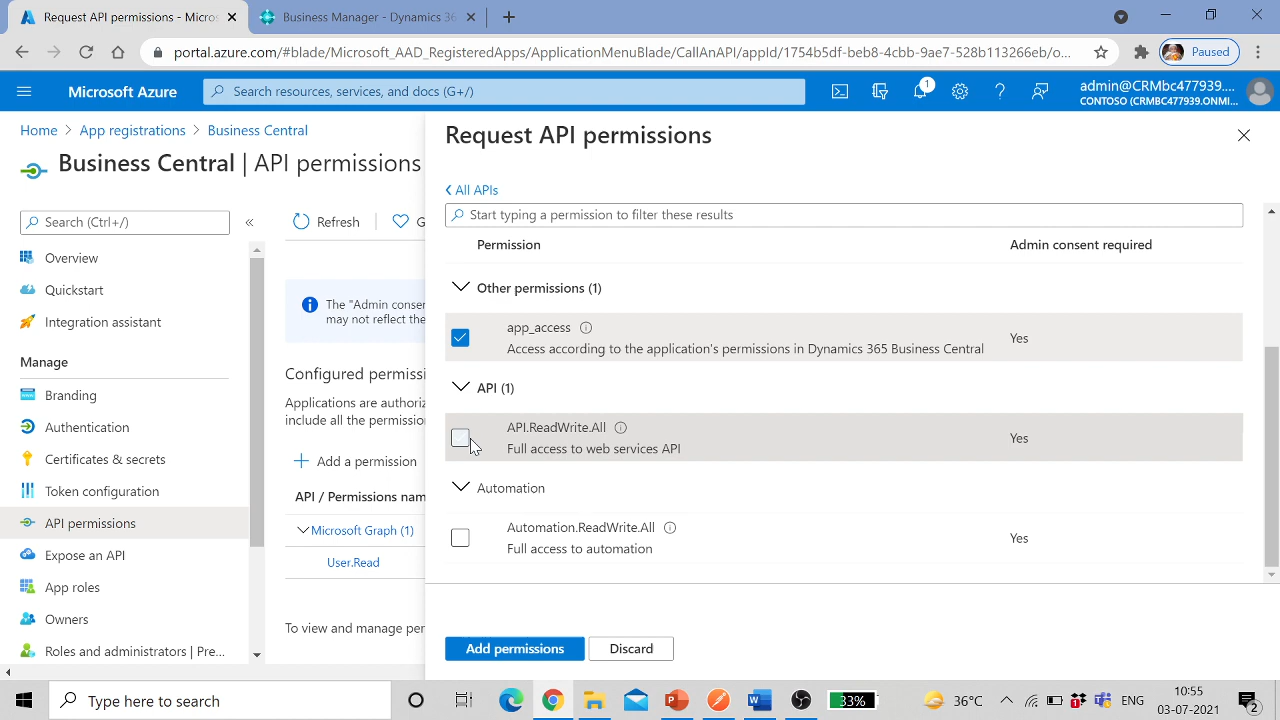 Azure Registered Apps - Micros
Business Manager - Dynamics 36
portal.azure.com/#blade/Microsoft_AAD_RegisteredApps/ApplicationMenuBlade/CallAnAPI/appId/1754b5df-beb8-4cbb-9ae7-528b113266eb/o...
Paused
Microsoft Azure
Search resources, services, and docs (G+/)
1
admin@CRMbc477939....
CONTOSO (CRMBC477939.ONMI...
Home > App registrations > Business Central
Business Central | API permissions
Search (Ctrl+/)
«
Overview
Quickstart
Integration assistant
Manage
Branding
Authentication
Certificates & secrets
Token configuration
API permissions
Expose an API
App roles
Owners
Roles and administrators | Pre...
Refresh
G
The "Admin conse
may not reflect the
Configured permissi
Applications are authoriz
include all the permission
Add a permission
API / Permissions nam
Microsoft Graph (1)
User.Read
To view and manage per
Request API permissions
All APIs
Start typing a permission to filter these results
Permission
Admin consent required
Other permissions (1)
app_access
Access according to the application's permissions in Dynamics 365 Business Central
Yes
API (1)
API.ReadWrite.All
Full access to web services API
Yes
Automation
Automation.ReadWrite.All
Full access to automation
Yes
Add permissions
Discard
Type here to search
33%
36°C
ENG
10:55
03-07-2021
2